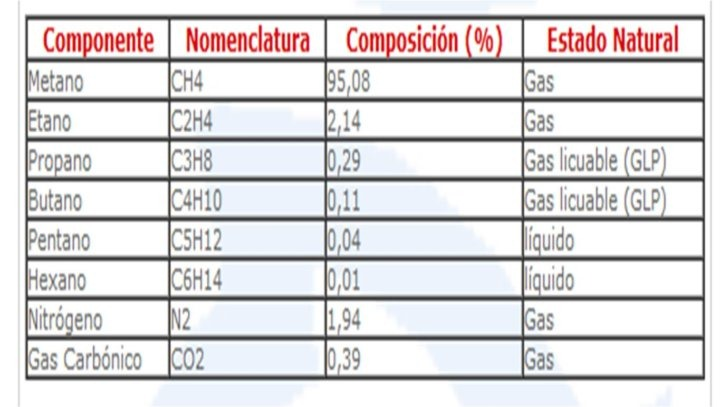 Componente Nomenclatura Composición (%) Estado Natural
Metano CH4 95,08 Gas
Etano C2H4 2,14 Gas
Propano C3H8 0,29 Gas licuable (GLP)
Butano C4H10 0,11 Gas licuable (GLP)
Pentano C5H12 0,04 líquido
Hexano C6H14 0,01 líquido
Nitrógeno N2 1,94 Gas
Gas Carbónico CO2 0,39 Gas